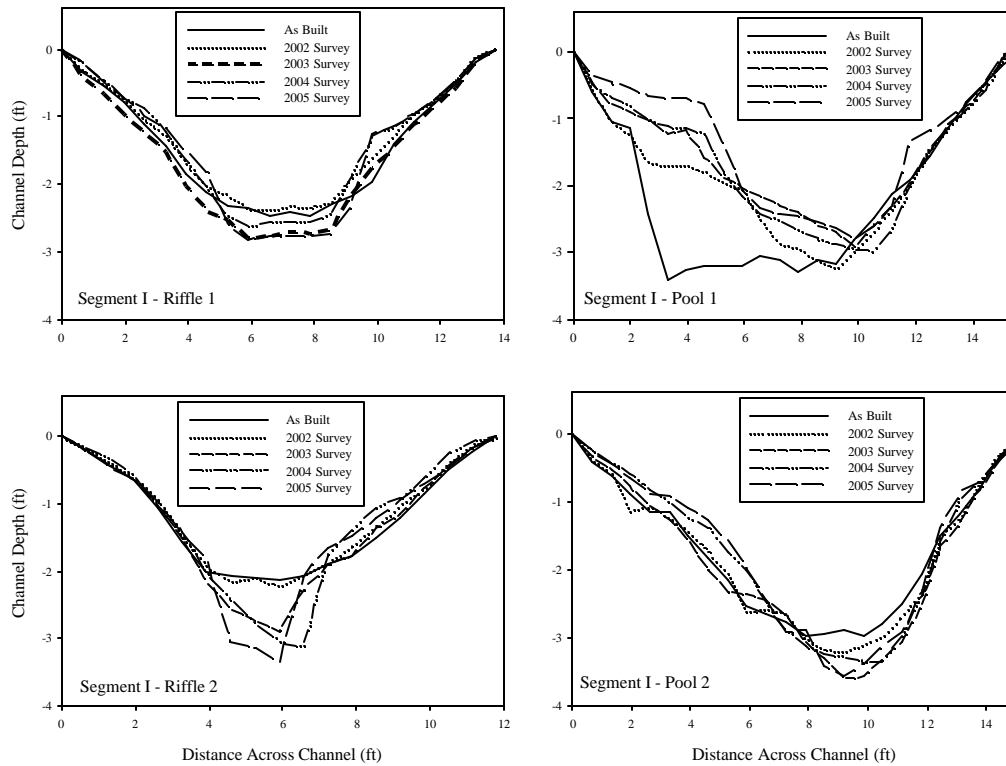 As Built
2002 Survey
2003 Survey
2004 Survey
2005 Survey
0
-1
-2
-3
-4
Channel Depth (ft)
Segment I - Riffle 1
0 2 4 6 8 10 12 14
As Built
2002 Survey
2003 Survey
2004 Survey
2005 Survey
0
-1
-2
-3
-4
Segment I - Pool 1
0 2 4 6 8 10 12 14
As Built
2002 Survey
2003 Survey
2004 Survey
2005 Survey
0
-1
-2
-3
-4
Channel Depth (ft)
Segment I - Riffle 2
0 2 4 6 8 10 12
Distance Across Channel (ft)
As Built
2002 Survey
2003 Survey
2004 Survey
2005 Survey
0
-1
-2
-3
-4
Segment I - Pool 2
0 2 4 6 8 10 12 14
Distance Across Channel (ft)